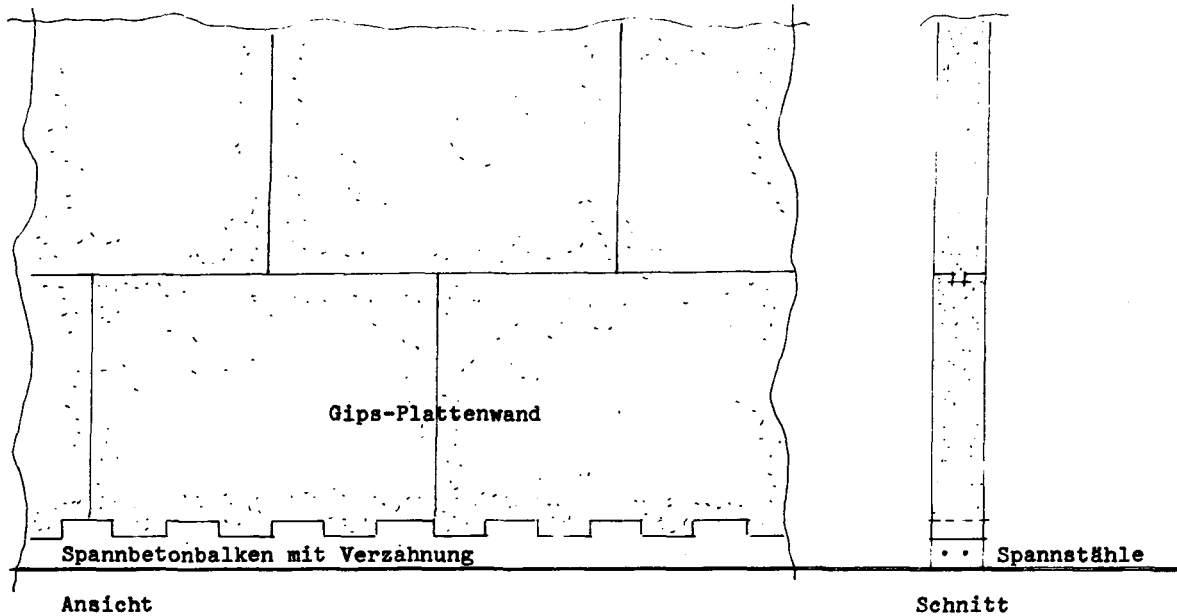 Gips-Plattenwand
Spannbetonbalken mit Verzahnung
Spannstähle
Ansicht
Schnitt